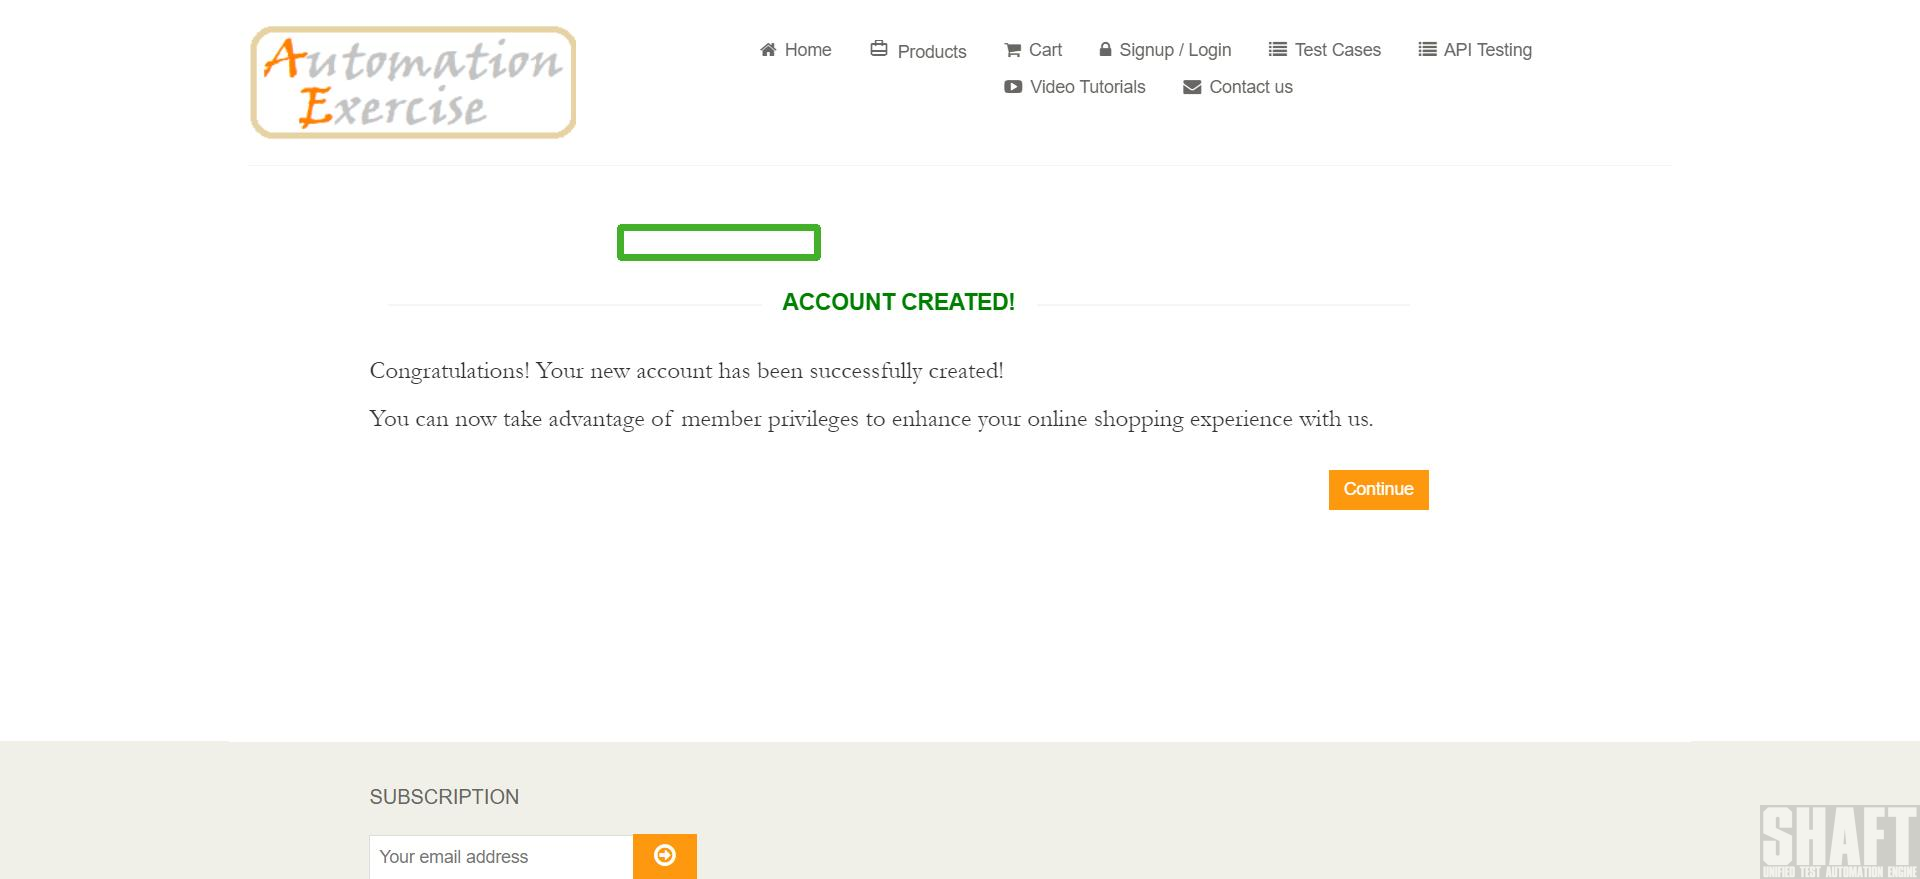 Automation
Exercise
Home
Products
Cart
Signup / Login
Test Cases
API Testing
Video Tutorials
Contact us
ACCOUNT CREATED!
Congratulations! Your new account has been successfully created!
You can now take advantage of member privileges to enhance your online shopping experience with us.
Continue
SUBSCRIPTION
Your email address
SHAFT
UNIFIED TEST AUTOMATION ENGINE